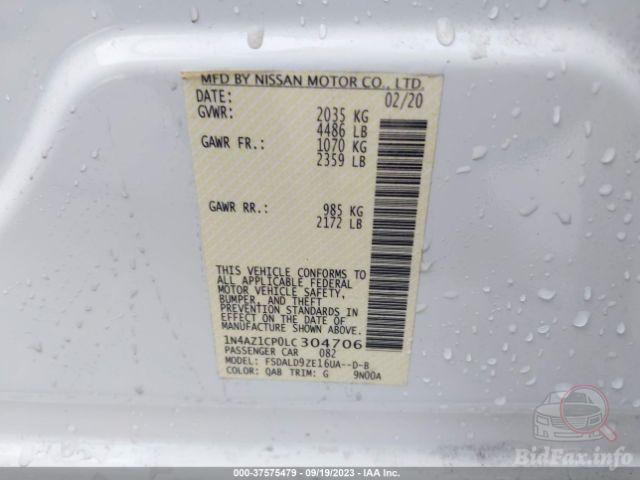 MFD BY NISSAN MOTOR CO., LTD.
DATE: 02/20
GVWR: 2035 KG
4486 LB
GAWR FR.: 1070 KG
2359 LB
GAWR RR.: 985 KG
2172 LB
THIS VEHICLE CONFORMS TO
ALL APPLICABLE FEDERAL
MOTOR VEHICLE SAFETY,
BUMPER, AND THEFT
PREVENTION STANDARDS
IN EFFECT ON THE DATE OF
MANUFACTURE SHOWN ABOVE.
1N4AZ1CP0LC304706
PASSENGER CAR 082
MODEL: FSDALD9ZE16UA--D-B
COLOR: QAB TRIM: G 9N00A
000-37575479 - 09/19/2023 - IAA Inc.
BidFax.info